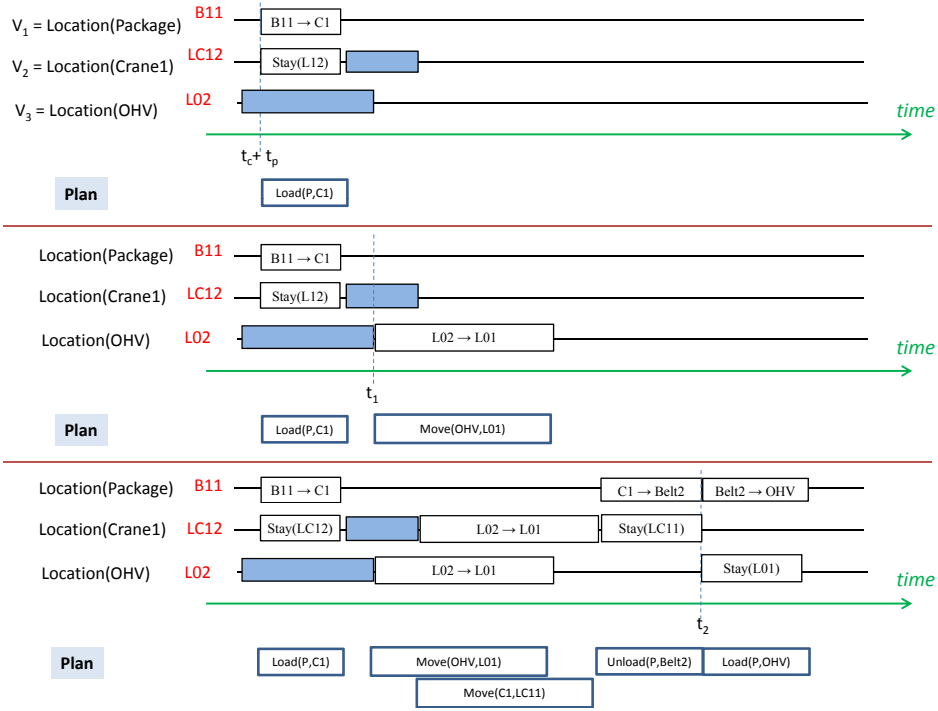 V1 = Location(Package) B11 B11 → C1
V2 = Location(Crane1) LC12 Stay(L12)
V3 = Location(OHV) L02
time
tc+ tp
Plan Load(P,C1)
Location(Package) B11 B11 → C1
Location(Crane1) LC12 Stay(L12)
Location(OHV) L02 L02 → L01
time
t1
Plan Load(P,C1) Move(OHV,L01)
Location(Package) B11 B11 → C1 C1 → Belt2 Belt2 → OHV
Location(Crane1) LC12 Stay(LC12) L02 → L01 Stay(LC11)
Location(OHV) L02 L02 → L01 Stay(L01)
time
t2
Plan Load(P,C1) Move(OHV,L01) Unload(P,Belt2) Load(P,OHV)
Move(C1,LC11)